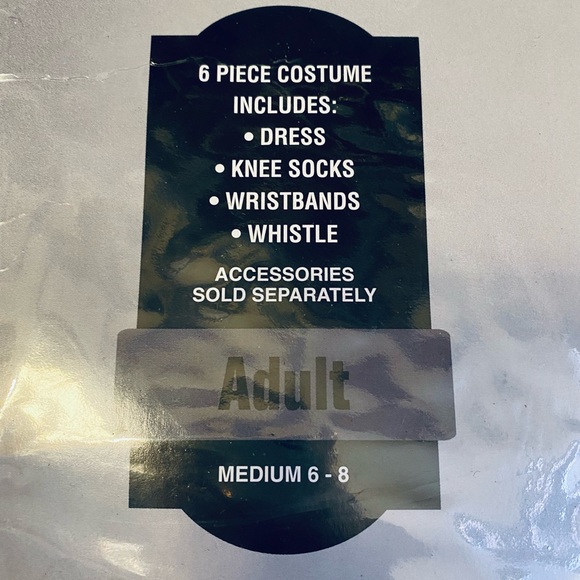 6 PIECE COSTUME
INCLUDES:
• DRESS
• KNEE SOCKS
• WRISTBANDS
• WHISTLE
ACCESSORIES
SOLD SEPARATELY
Adult
MEDIUM 6 - 8